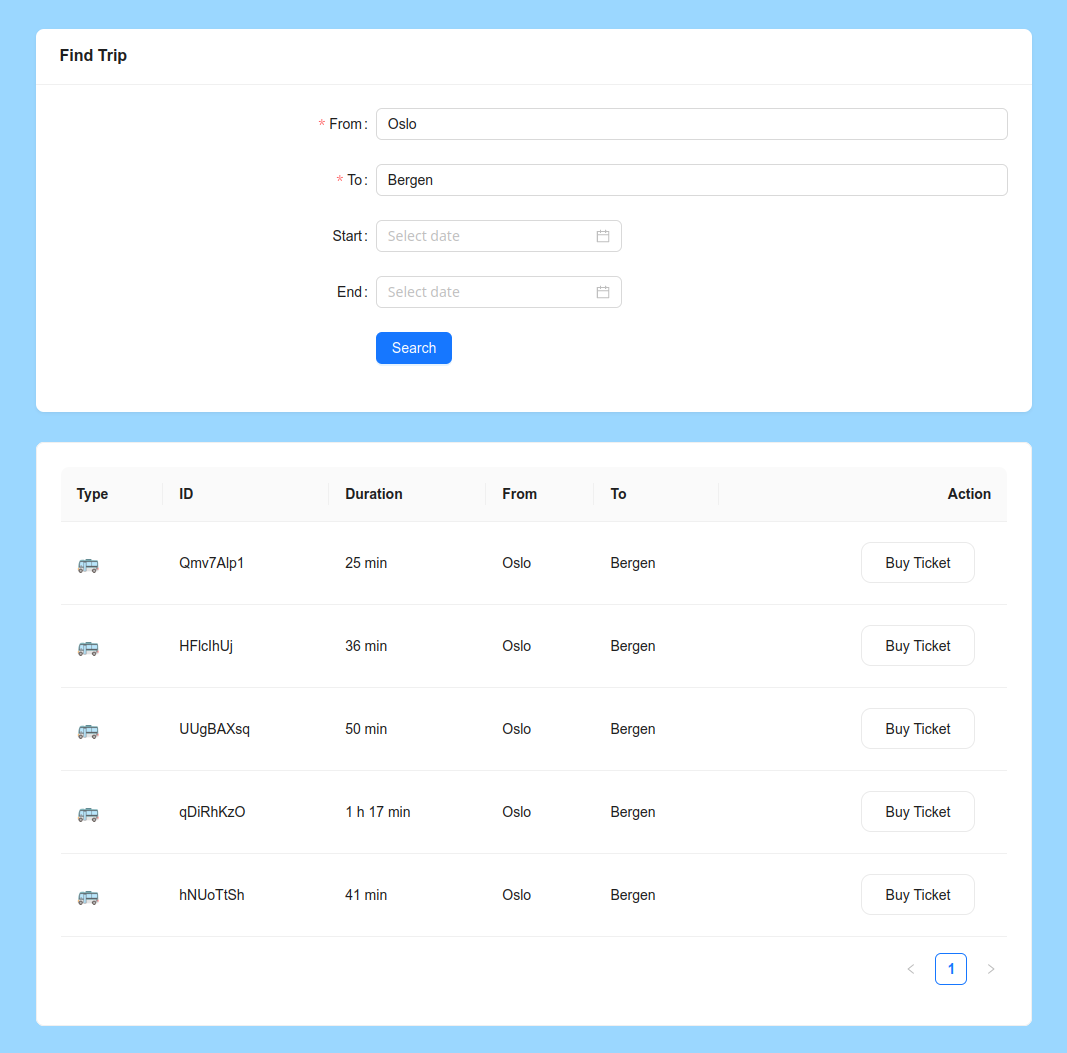 Find Trip
* From: Oslo
* To: Bergen
Start: Select date
End: Select date
Search
Type ID Duration From To Action
Qmv7Alp1 25 min Oslo Bergen Buy Ticket
HFlcIhUj 36 min Oslo Bergen Buy Ticket
UUgBAXsq 50 min Oslo Bergen Buy Ticket
qDiRhKzO 1 h 17 min Oslo Bergen Buy Ticket
hNUoTtSh 41 min Oslo Bergen Buy Ticket
< 1 >